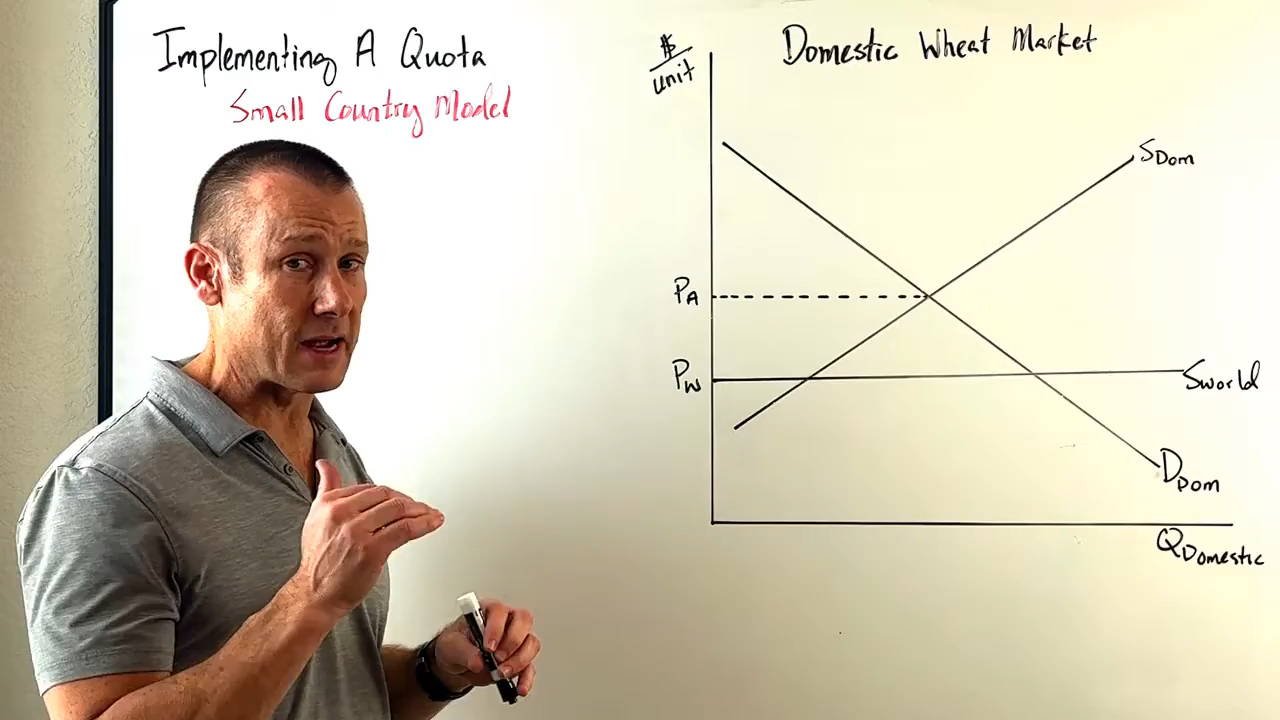 Implementing A Quota
Small Country Model
Domestic Wheat Market
$/unit
SDom
PA
PW
Sworld
DDom
QDomestic